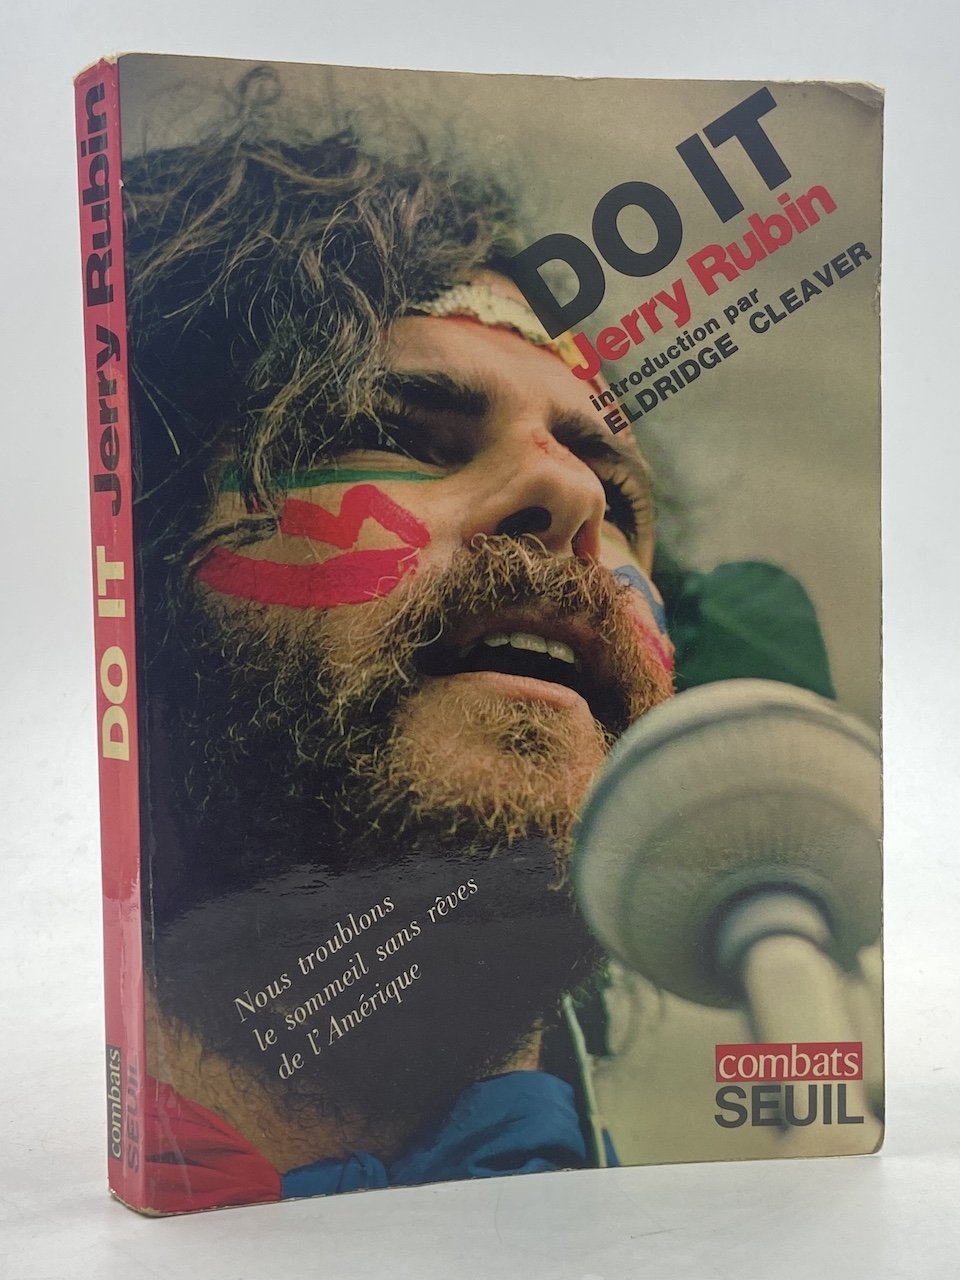 DO IT
Jerry Rubin
introduction par
ELDRIDGE CLEAVER
Nous troublons
le sommeil sans rêves
de l'Amérique
combats
SEUIL
DO IT Jerry Rubin
combats
SEUIL